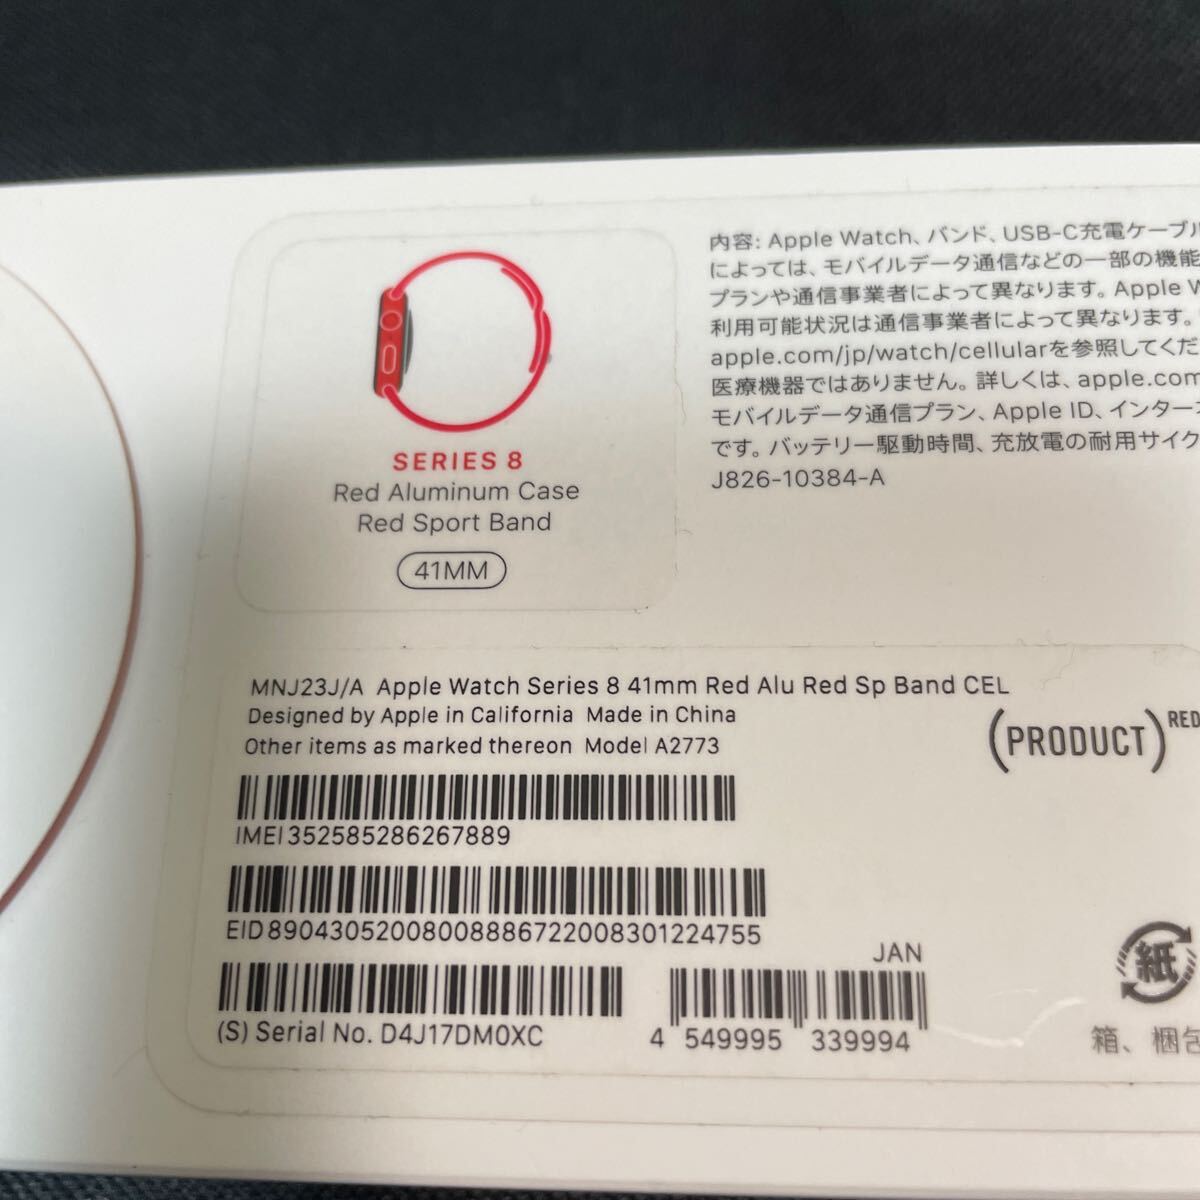 SERIES 8
Red Aluminum Case
Red Sport Band
41MM
内容: Apple Watch、バンド、USB-C充電ケーブル
によっては、モバイルデータ通信などの一部の機能
プランや通信事業者によって異なります。Apple W
利用可能状況は通信事業者によって異なります。
apple.com/jp/watch/cellularを参照してくだ
医療機器ではありません。詳しくは、apple.com
モバイルデータ通信プラン、Apple ID、インター
です。バッテリー駆動時間、充放電の耐用サイク
J826-10384-A
MNJ23J/A Apple Watch Series 8 41mm Red Alu Red Sp Band CEL
Designed by Apple in California Made in China
Other items as marked thereon Model A2773
(PRODUCT)RED
IMEI 352585286267889
EID 89043052008008886722008301224755
(S) Serial No. D4J17DM0XC
JAN
4 549995 339994
紙
箱、梱包